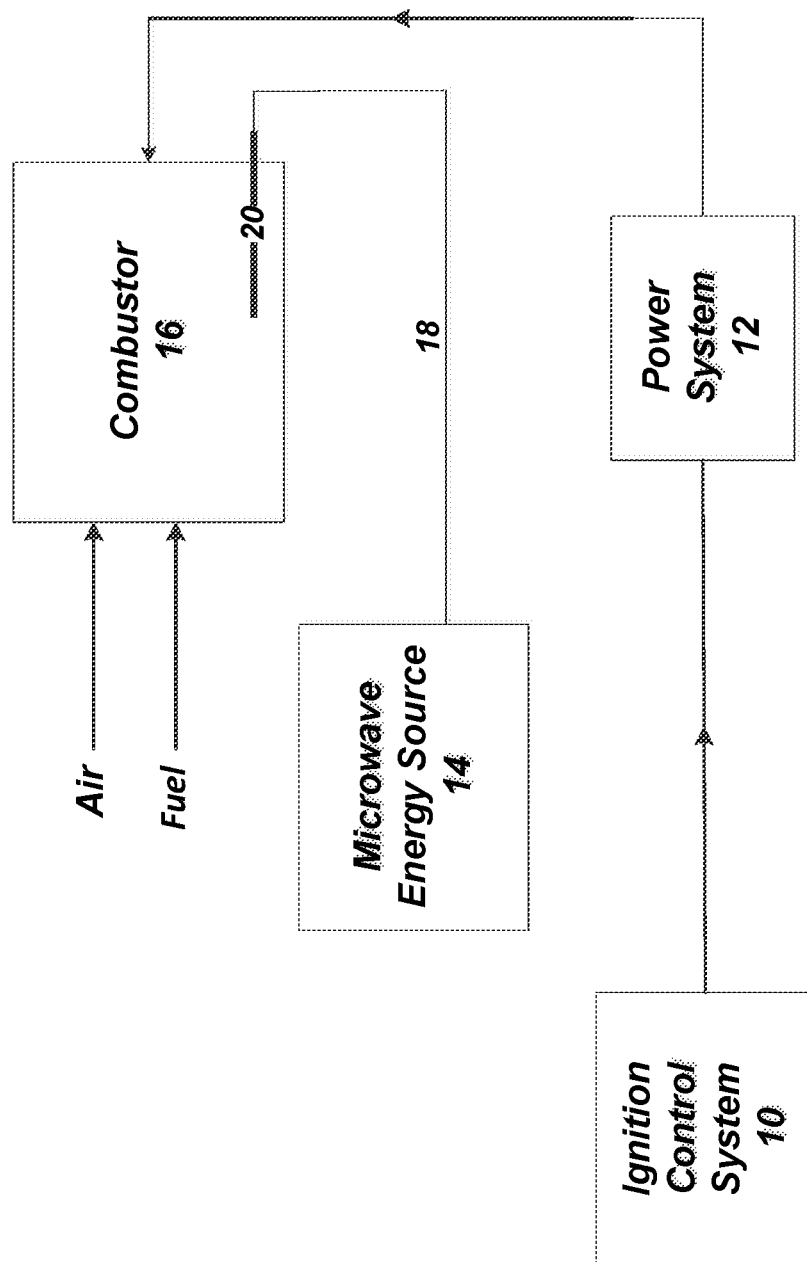 Air
Fuel
Combustor
16
20
18
Microwave
Energy Source
14
Ignition
Control
System
10
Power
System
12